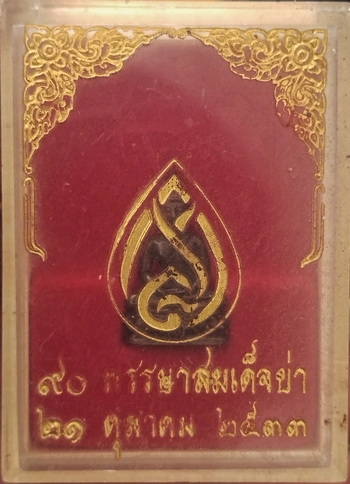 ๙๐ พรรษาสมเด็จย่า
๒๑ ตุลาคม ๒๕๓๓